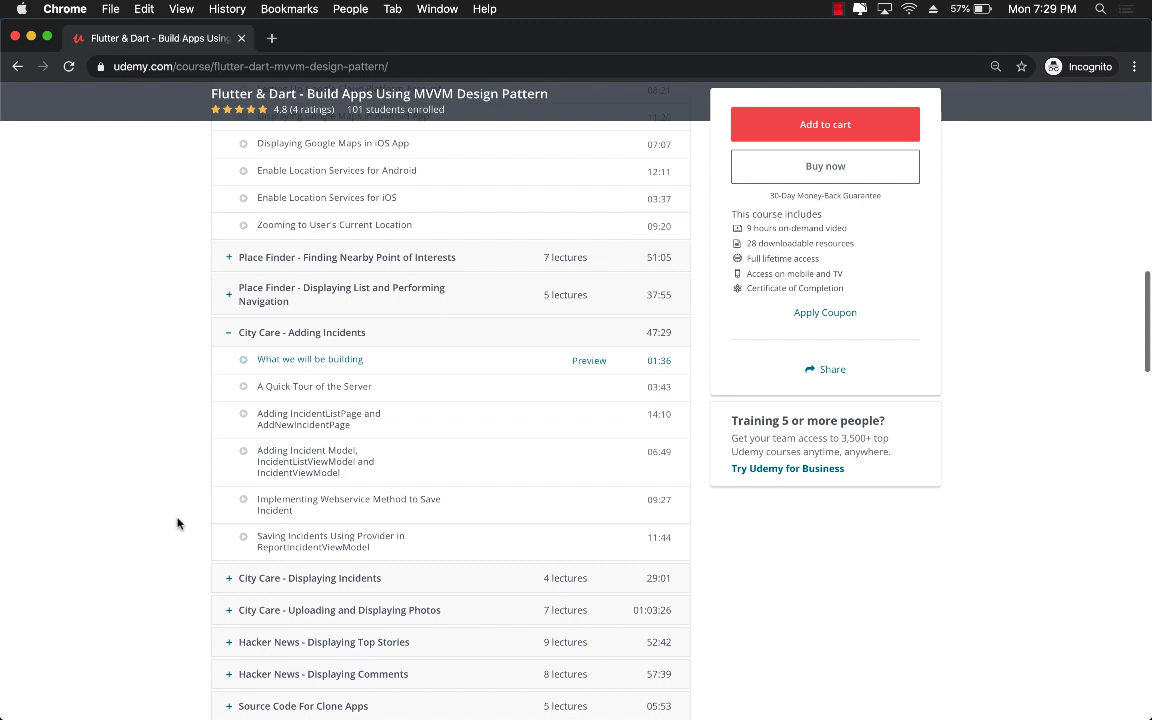 Chrome File Edit View History Bookmarks People Tab Window Help 57% Mon 7:29 PM
Flutter & Dart - Build Apps Using
udemy.com/course/flutter-dart-mvvm-design-pattern/ Incognito
Flutter & Dart - Build Apps Using MVVM Design Pattern
4.8 (4 ratings) 101 students enrolled
08:21
11:20
Displaying Google Maps in iOS App 07:07
Enable Location Services for Android 12:11
Enable Location Services for iOS 03:37
Zooming to User's Current Location 09:20
+ Place Finder - Finding Nearby Point of Interests 7 lectures 51:05
+ Place Finder - Displaying List and Performing
Navigation 5 lectures 37:55
− City Care - Adding Incidents 47:29
What we will be building Preview 01:36
A Quick Tour of the Server 03:43
Adding IncidentListPage and
AddNewIncidentPage 14:10
Adding Incident Model,
IncidentListViewModel and
IncidentViewModel 06:49
Implementing Webservice Method to Save
Incident 09:27
Saving Incidents Using Provider in
ReportIncidentViewModel 11:44
+ City Care - Displaying Incidents 4 lectures 29:01
+ City Care - Uploading and Displaying Photos 7 lectures 01:03:26
+ Hacker News - Displaying Top Stories 9 lectures 52:42
+ Hacker News - Displaying Comments 8 lectures 57:39
+ Source Code For Clone Apps 5 lectures 05:53
Add to cart
Buy now
30-Day Money-Back Guarantee
This course includes
9 hours on-demand video
28 downloadable resources
Full lifetime access
Access on mobile and TV
Certificate of Completion
Apply Coupon
Share
Training 5 or more people?
Get your team access to 3,500+ top
Udemy courses anytime, anywhere.
Try Udemy for Business